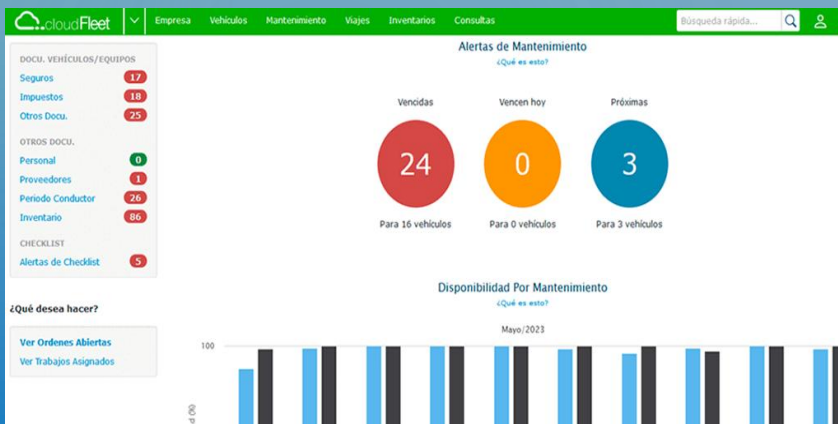 cloudFleet
Empresa Vehículos Mantenimiento Viajes Inventarios Consultas
Búsqueda rápida...
DOCU. VEHÍCULOS/EQUIPOS
Seguros 17
Impuestos 18
Otros Docu. 25
OTROS DOCU.
Personal 0
Proveedores 1
Periodo Conductor 26
Inventario 86
CHECKLIST
Alertas de Checklist 5
¿Qué desea hacer?
Ver Ordenes Abiertas
Ver Trabajos Asignados
Alertas de Mantenimiento
¿Qué es esto?
Vencidas Vencen hoy Próximas
24 0 3
Para 16 vehículos Para 0 vehículos Para 3 vehículos
Disponibilidad Por Mantenimiento
¿Qué es esto?
Mayo/2023
100